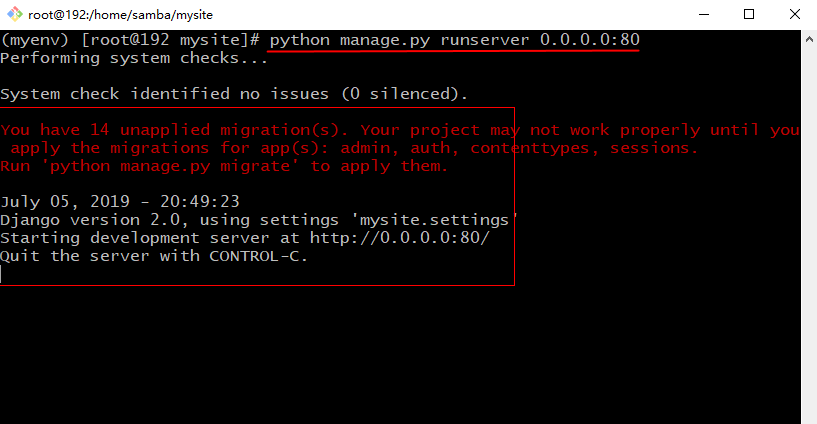 root@192:/home/samba/mysite
(myenv) [root@192 mysite]# python manage.py runserver 0.0.0.0:80
Performing system checks...
System check identified no issues (0 silenced).
You have 14 unapplied migration(s). Your project may not work properly until you
apply the migrations for app(s): admin, auth, contenttypes, sessions.
Run 'python manage.py migrate' to apply them.
July 05, 2019 - 20:49:23
Django version 2.0, using settings 'mysite.settings'
Starting development server at http://0.0.0.0:80/
Quit the server with CONTROL-C.